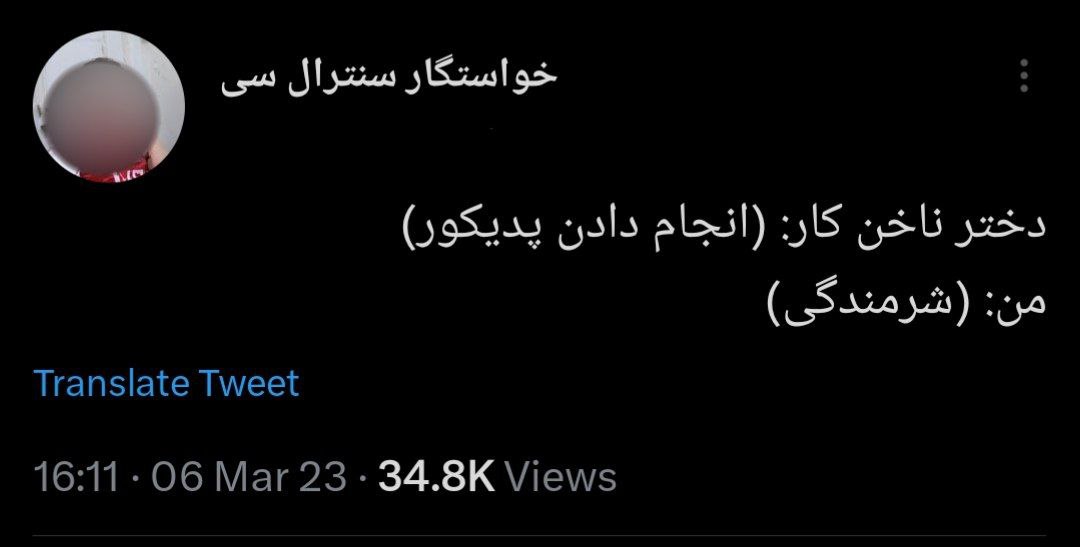 خواستگار سنترال سی
دختر ناخن کار: (انجام دادن پدیکور)
من: (شرمندگی)
Translate Tweet
16:11 · 06 Mar 23 · 34.8K Views